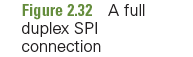 Figure 2.32 A full
duplex SPI
connection